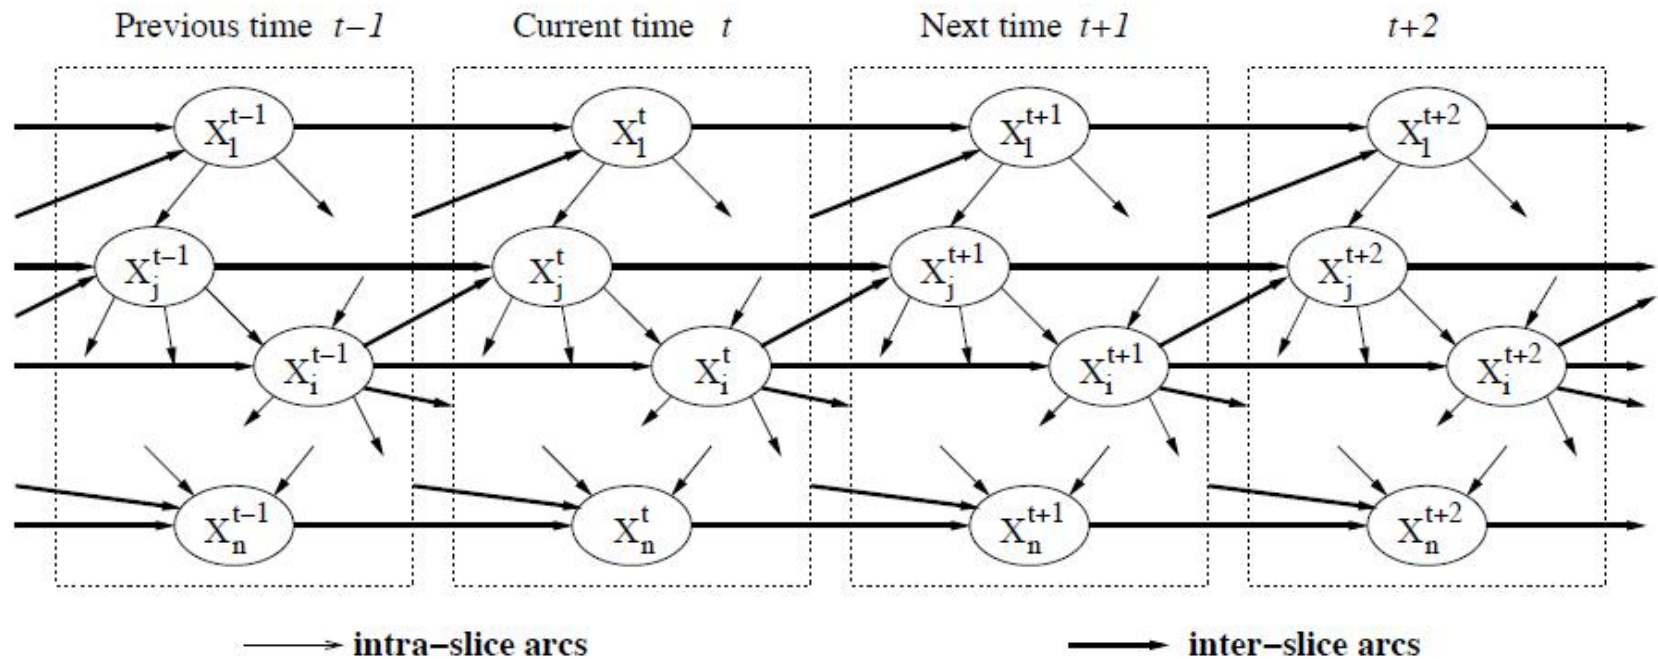 Previous time t−1 Current time t Next time t+1 t+2
X₁ᵗ⁻¹ X₁ᵗ X₁ᵗ⁺¹ X₁ᵗ⁺²
Xⱼᵗ⁻¹ Xⱼᵗ Xⱼᵗ⁺¹ Xⱼᵗ⁺²
Xᵢᵗ⁻¹ Xᵢᵗ Xᵢᵗ⁺¹ Xᵢᵗ⁺²
Xₙᵗ⁻¹ Xₙᵗ Xₙᵗ⁺¹ Xₙᵗ⁺²
intra−slice arcs inter−slice arcs